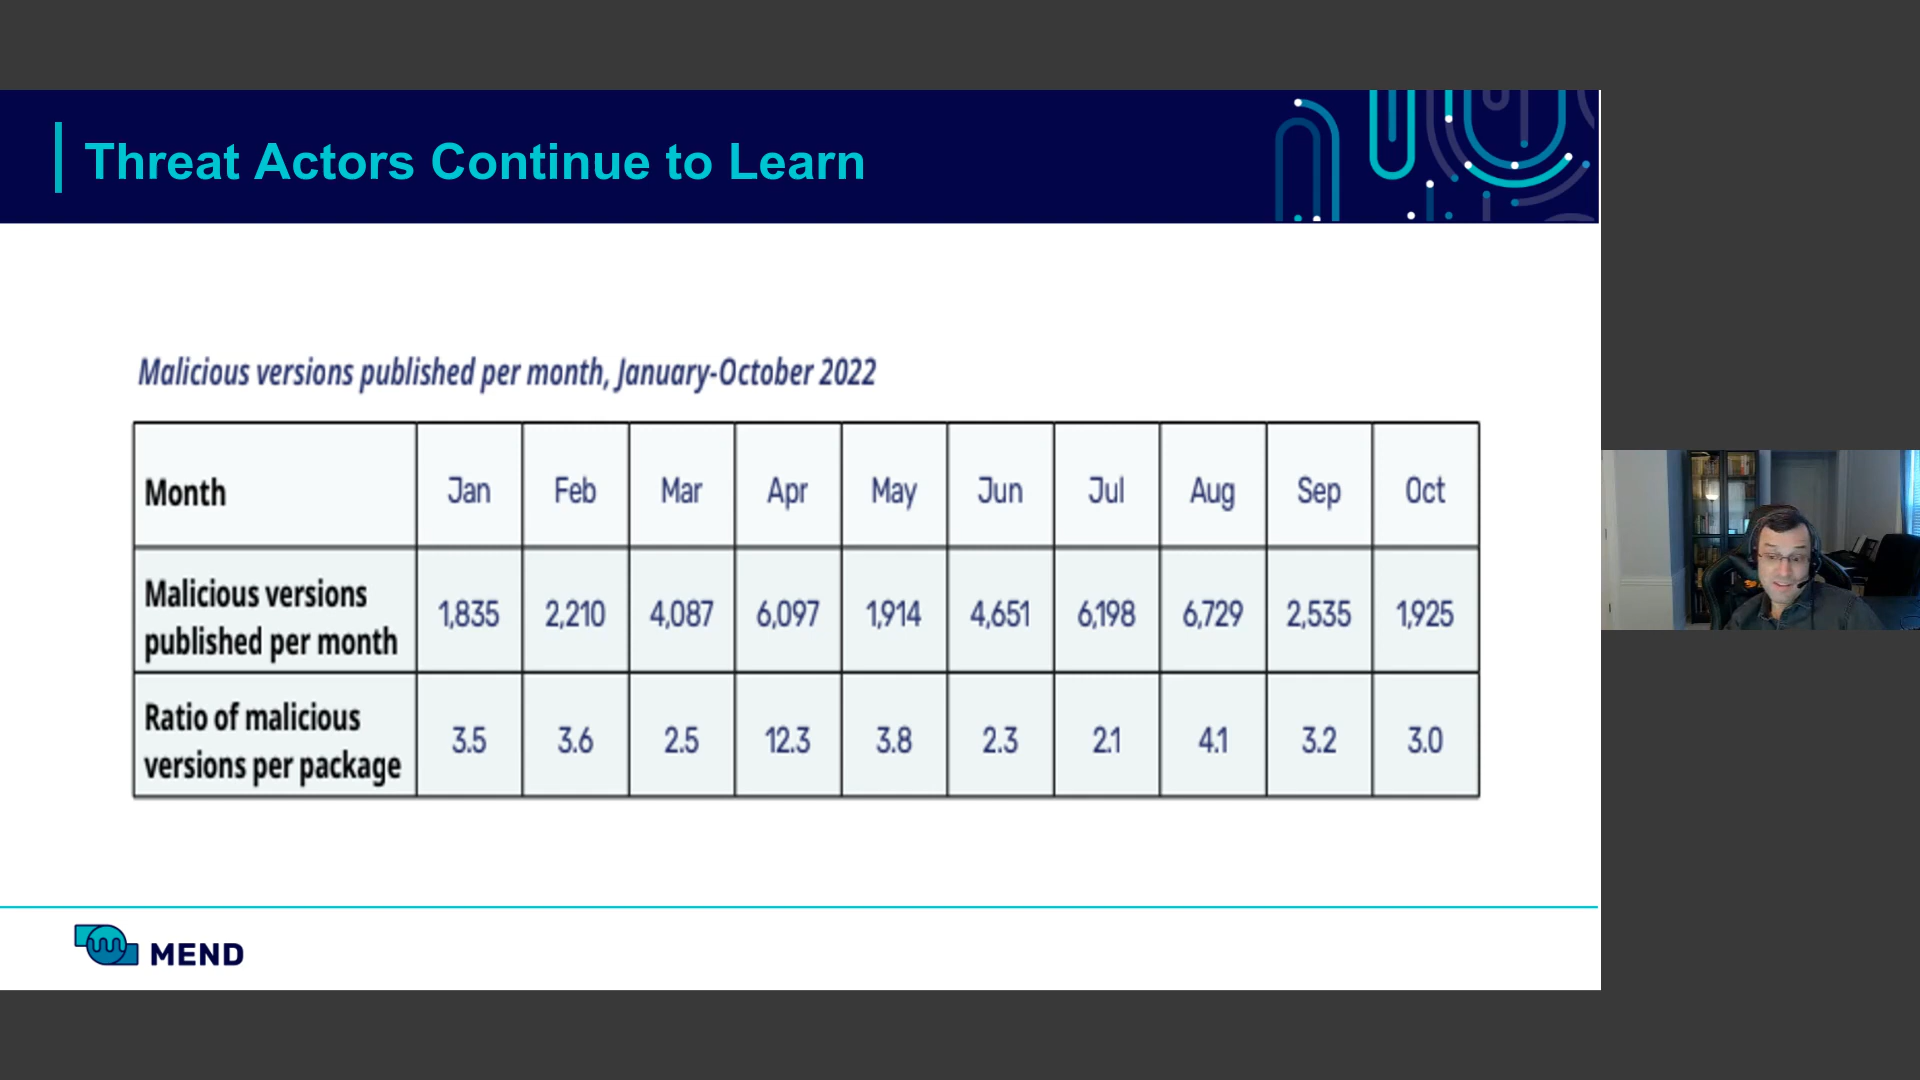 Threat Actors Continue to Learn
Malicious versions published per month, January-October 2022
Month Jan Feb Mar Apr May Jun Jul Aug Sep Oct
Malicious versions
published per month 1,835 2,210 4,087 6,097 1,914 4,651 6,198 6,729 2,535 1,925
Ratio of malicious
versions per package 3.5 3.6 2.5 12.3 3.8 2.3 2.1 4.1 3.2 3.0
MEND